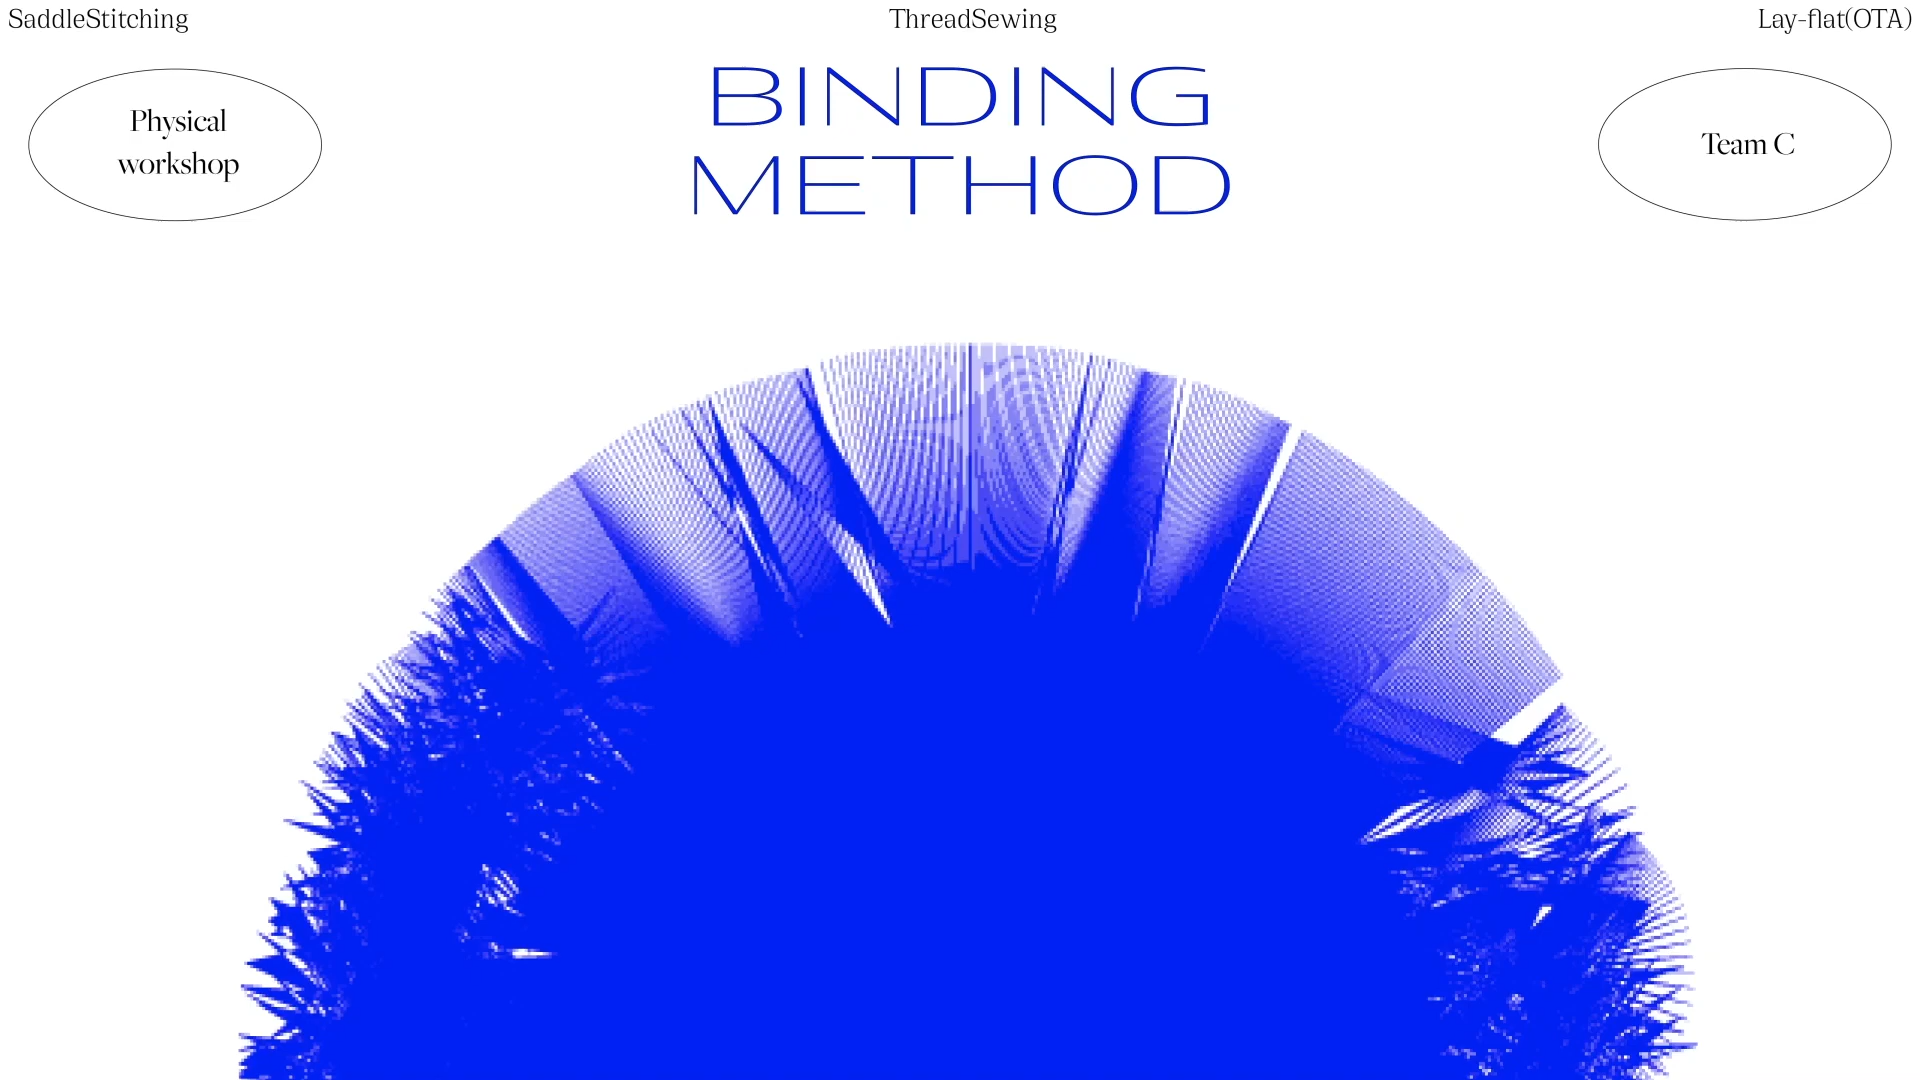 SaddleStitching
ThreadSewing
Lay-flat(OTA)
Physical
workshop
BINDING
METHOD
Team C